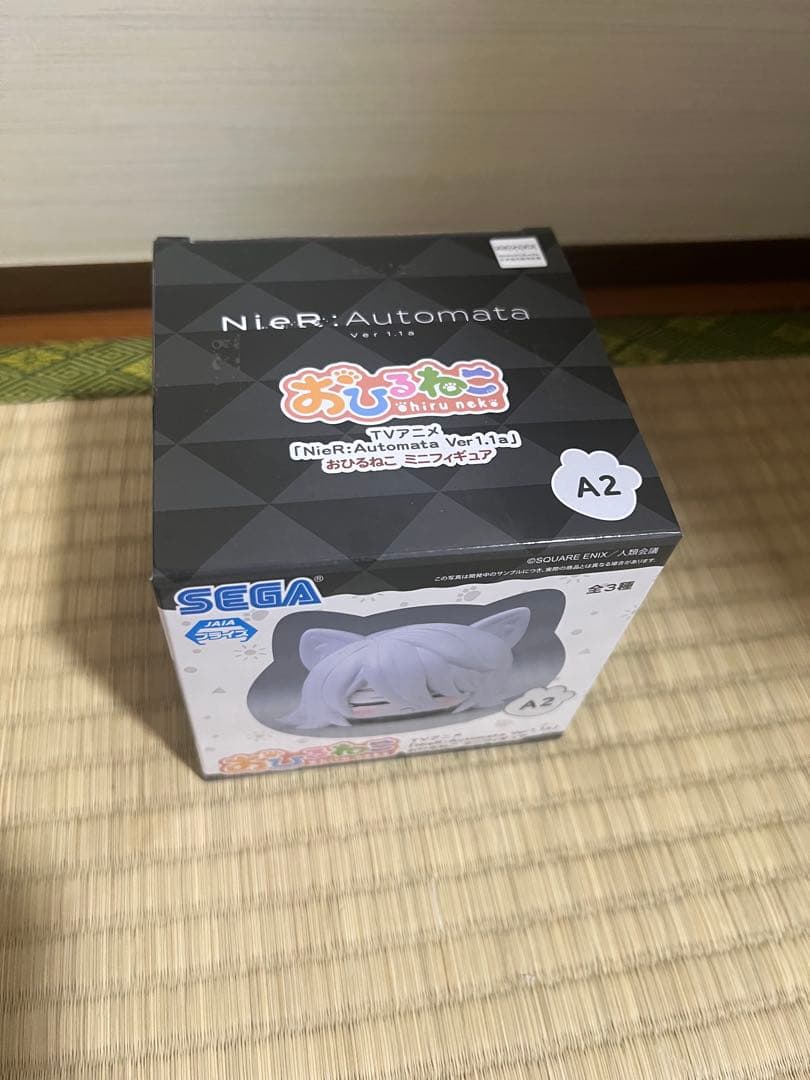 NieR:Automata
Ver1.1a
おひるねこ
Ohiru neko
TVアニメ
「NieR:Automata Ver1.1a」
おひるねこ ミニフィギュア
A2
©SQUARE ENIX／人類会議
この写真は開発中のサンプルにつき、実際の商品とは異なる場合があります。
SEGA®
全3種
JAIA
プライズ
A2
おひるねこ
TVアニメ
「NieR:Automata Ver1.1a」